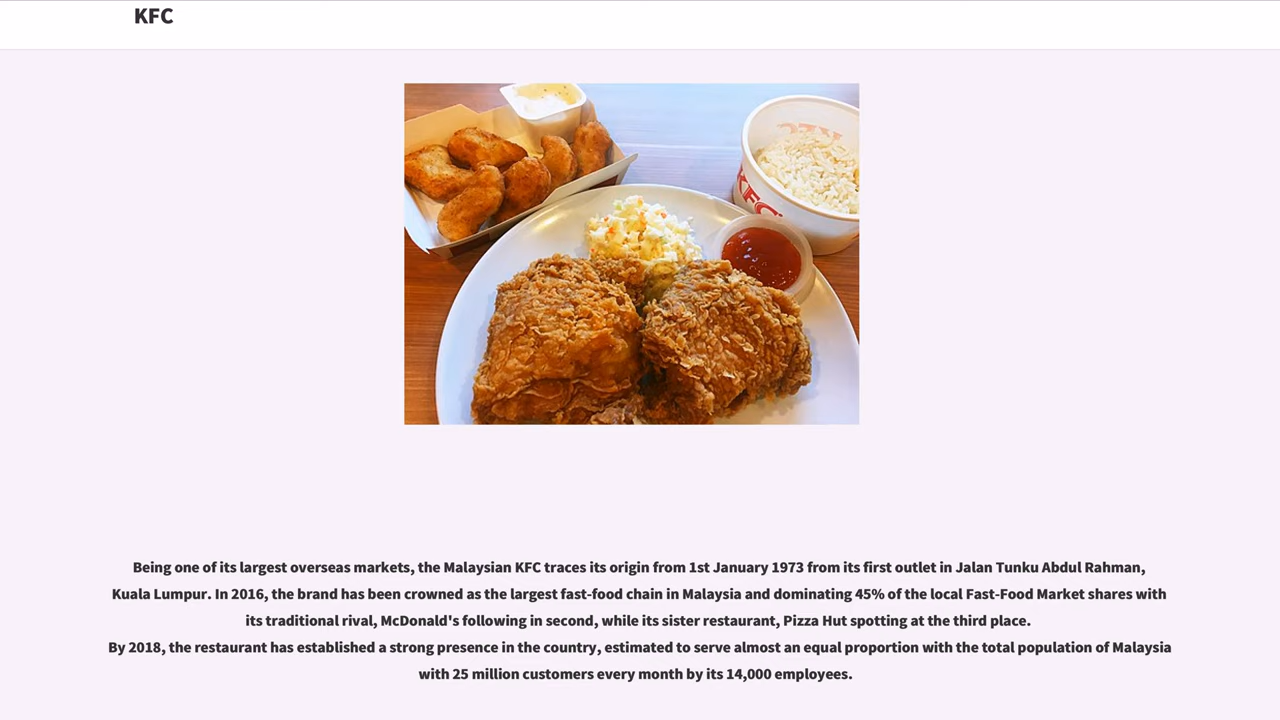 KFC
KFC
Being one of its largest overseas markets, the Malaysian KFC traces its origin from 1st January 1973 from its first outlet in Jalan Tunku Abdul Rahman,
Kuala Lumpur. In 2016, the brand has been crowned as the largest fast-food chain in Malaysia and dominating 45% of the local Fast-Food Market shares with
its traditional rival, McDonald's following in second, while its sister restaurant, Pizza Hut spotting at the third place.
By 2018, the restaurant has established a strong presence in the country, estimated to serve almost an equal proportion with the total population of Malaysia
with 25 million customers every month by its 14,000 employees.